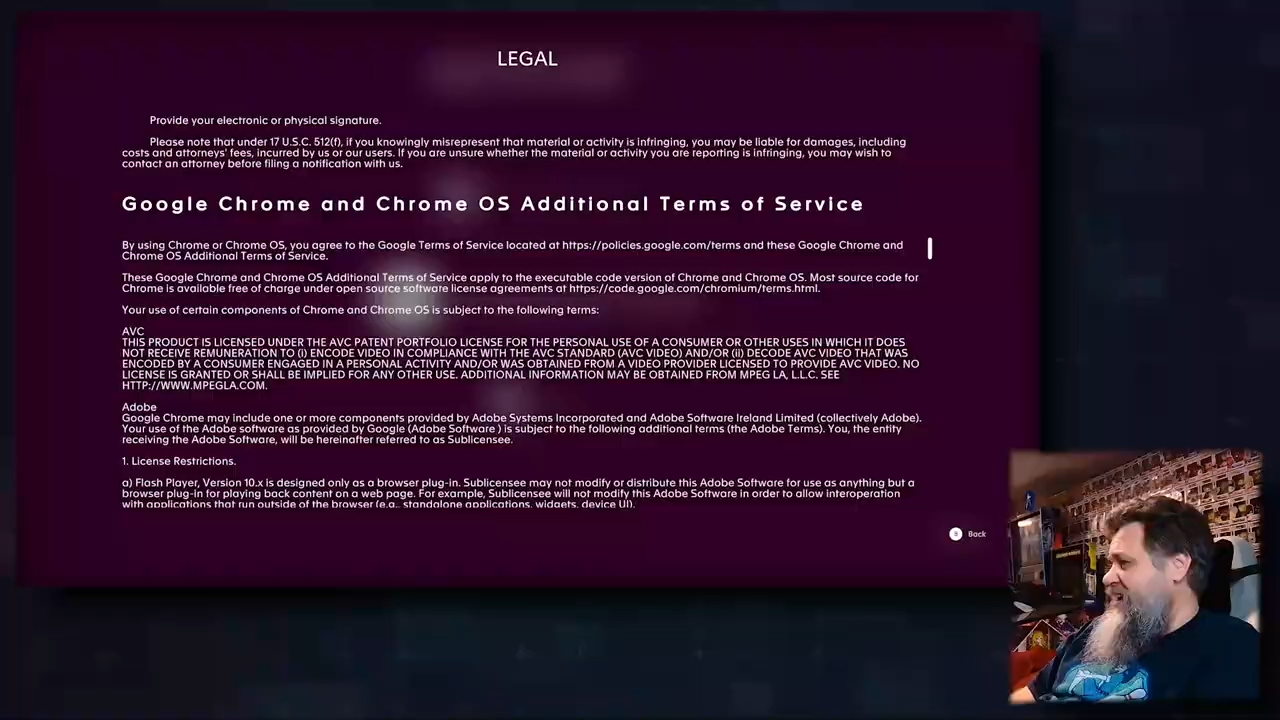 LEGAL
Provide your electronic or physical signature.
Please note that under 17 U.S.C. 512(f), if you knowingly misrepresent that material or activity is infringing, you may be liable for damages, including
costs and attorneys' fees, incurred by us or our users. If you are unsure whether the material or activity you are reporting is infringing, you may wish to
contact an attorney before filing a notification with us.
Google Chrome and Chrome OS Additional Terms of Service
By using Chrome or Chrome OS, you agree to the Google Terms of Service located at https://policies.google.com/terms and these Google Chrome and
Chrome OS Additional Terms of Service.
These Google Chrome and Chrome OS Additional Terms of Service apply to the executable code version of Chrome and Chrome OS. Most source code for
Chrome is available free of charge under open source software license agreements at https://code.google.com/chromium/terms.html.
Your use of certain components of Chrome and Chrome OS is subject to the following terms:
AVC
THIS PRODUCT IS LICENSED UNDER THE AVC PATENT PORTFOLIO LICENSE FOR THE PERSONAL USE OF A CONSUMER OR OTHER USES IN WHICH IT DOES
NOT RECEIVE REMUNERATION TO (i) ENCODE VIDEO IN COMPLIANCE WITH THE AVC STANDARD (AVC VIDEO) AND/OR (ii) DECODE AVC VIDEO THAT WAS
ENCODED BY A CONSUMER ENGAGED IN A PERSONAL ACTIVITY AND/OR WAS OBTAINED FROM A VIDEO PROVIDER LICENSED TO PROVIDE AVC VIDEO. NO
LICENSE IS GRANTED OR SHALL BE IMPLIED FOR ANY OTHER USE. ADDITIONAL INFORMATION MAY BE OBTAINED FROM MPEG LA, L.L.C. SEE
HTTP://WWW.MPEGLA.COM.
Adobe
Google Chrome may include one or more components provided by Adobe Systems Incorporated and Adobe Software Ireland Limited (collectively Adobe).
Your use of the Adobe software as provided by Google (Adobe Software ) is subject to the following additional terms (the Adobe Terms). You, the entity
receiving the Adobe Software, will be hereinafter referred to as Sublicensee.
1. License Restrictions.
a) Flash Player, Version 10.x is designed only as a browser plug-in. Sublicensee may not modify or distribute this Adobe Software for use as anything but a
browser plug-in for playing back content on a web page. For example, Sublicensee will not modify this Adobe Software in order to allow interoperation
with applications that run outside of the browser (e.g., standalone applications, widgets, device UI).
Back